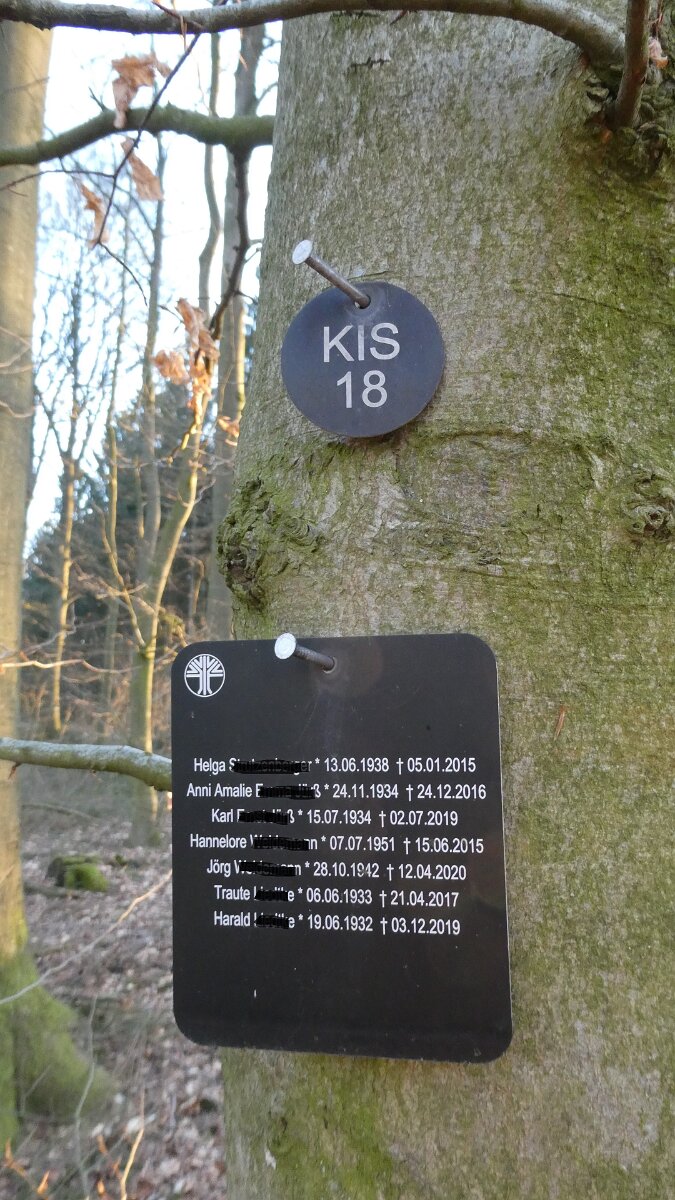 KIS
18
Helga * 13.06.1938 † 05.01.2015
Anni Amalie * 24.11.1934 † 24.12.2016
Karl * 15.07.1934 † 02.07.2019
Hannelore * 07.07.1951 † 15.06.2015
Jörg * 28.10.1942 † 12.04.2020
Traute * 06.06.1933 † 21.04.2017
Harald * 19.06.1932 † 03.12.2019